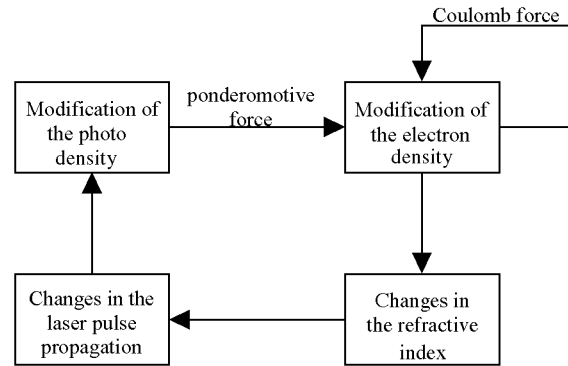 Coulomb force
Modification of
the photo
density
ponderomotive
force
Modification of
the electron
density
Changes in the
laser pulse
propagation
Changes in
the refractive
index